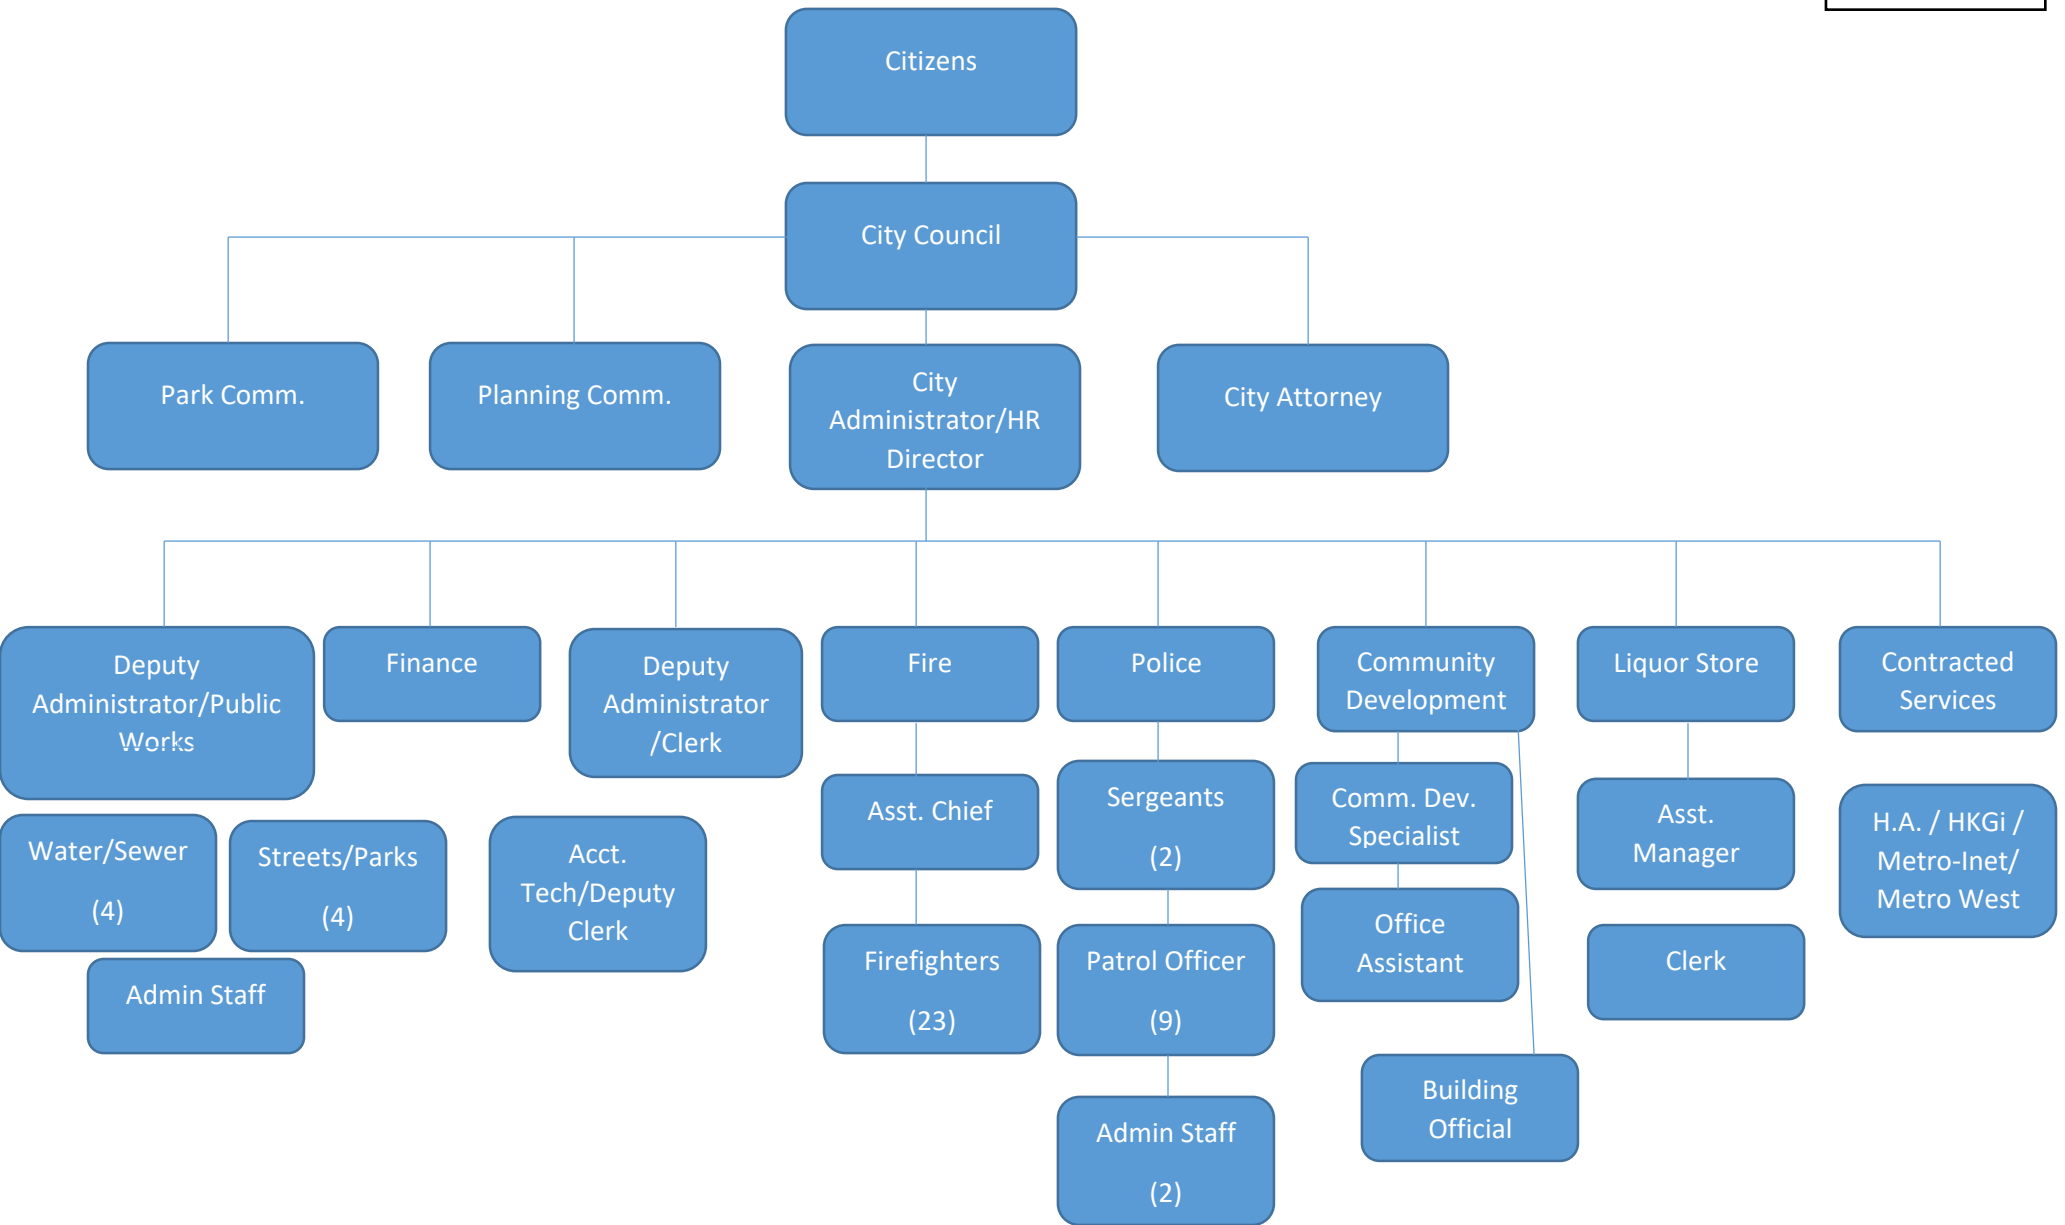 Citizens
City Council
Park Comm.
Planning Comm.
City
Administrator/HR
Director
City Attorney
Deputy
Administrator/Public
Works
Finance
Deputy
Administrator
/Clerk
Fire
Police
Community
Development
Liquor Store
Contracted
Services
Water/Sewer
(4)
Streets/Parks
(4)
Admin Staff
Acct.
Tech/Deputy
Clerk
Asst. Chief
Firefighters
(23)
Sergeants
(2)
Patrol Officer
(9)
Admin Staff
(2)
Comm. Dev.
Specialist
Office
Assistant
Building
Official
Asst.
Manager
Clerk
H.A. / HKGi /
Metro-Inet/
Metro West